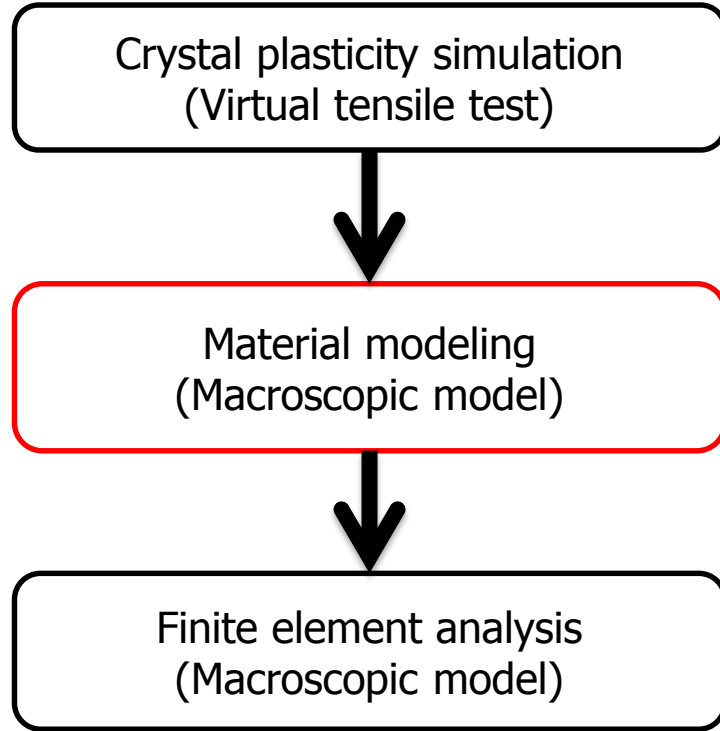 Crystal plasticity simulation
(Virtual tensile test)
Material modeling
(Macroscopic model)
Finite element analysis
(Macroscopic model)